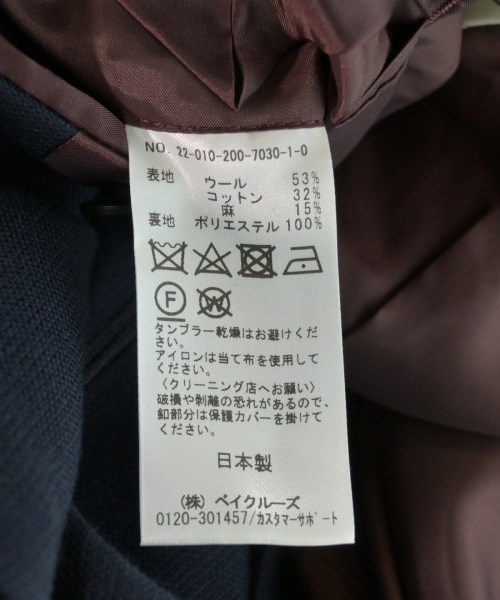 NO. 22-010-200-7030-1-0
表地 ウール 53%
コットン 32%
麻 15%
裏地 ポリエステル 100%
F W
タンブラー乾燥はお避けくだ
さい。
アイロンは当て布を使用して
ください。
〈クリーニング店へお願い〉
破損や剥離の恐れがあるので、
釦部分は保護カバーを掛けて
ください。
日本製
(株) ベイクルーズ
0120-301457/カスタマーサポート